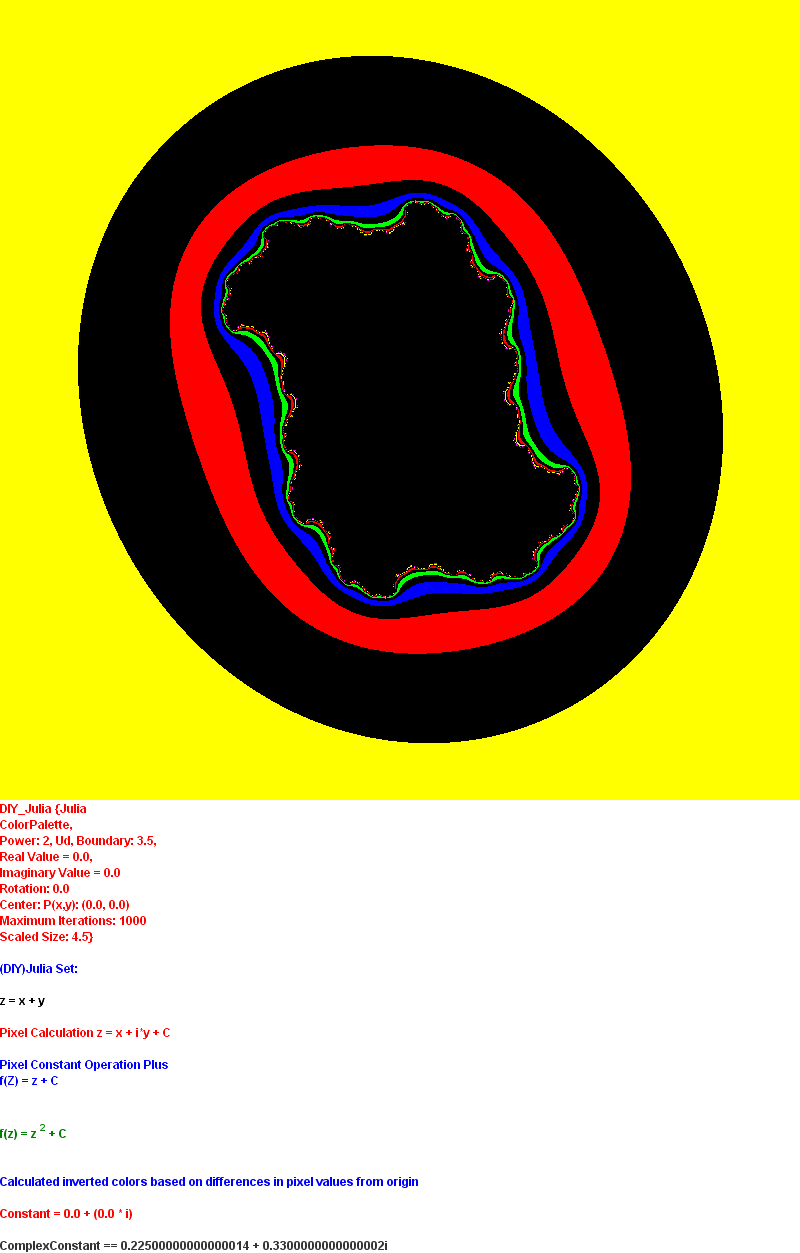 DIY_Julia {Julia
ColorPalette,
Power: 2, Ud, Boundary: 3.5,
Real Value = 0.0,
Imaginary Value = 0.0
Rotation: 0.0
Center: P(x,y): (0.0, 0.0)
Maximum Iterations: 1000
Scaled Size: 4.5}
(DIY)Julia Set:
z = x + y
Pixel Calculation z = x + i*y + C
Pixel Constant Operation Plus
f(Z) = z + C
f(z) = z 2 + C
Calculated inverted colors based on differences in pixel values from origin
Constant = 0.0 + (0.0 * i)
ComplexConstant == 0.22500000000000014 + 0.3300000000000002i